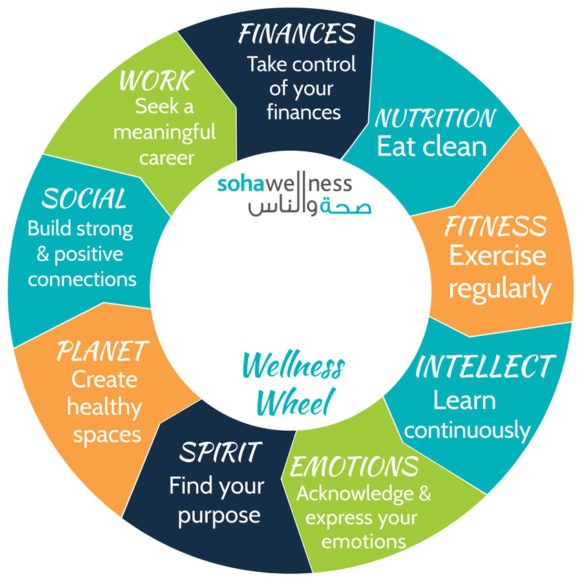 FINANCES
Take control
of your
finances
NUTRITION
Eat clean
FITNESS
Exercise
regularly
INTELLECT
Learn
continuously
EMOTIONS
Acknowledge &
express your
emotions
SPIRIT
Find your
purpose
PLANET
Create
healthy
spaces
SOCIAL
Build strong
& positive
connections
WORK
Seek a
meaningful
career
sohawellness
صحة والناس
Wellness
Wheel